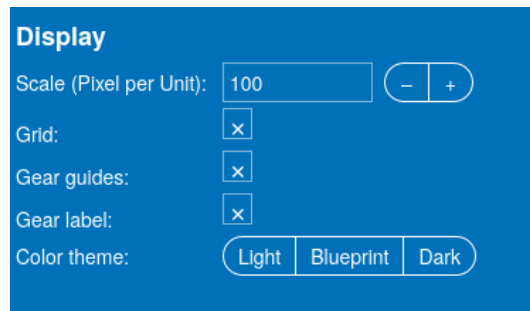 Display
Scale (Pixel per Unit): 100 – +
Grid: ×
Gear guides: ×
Gear label: ×
Color theme: Light Blueprint Dark